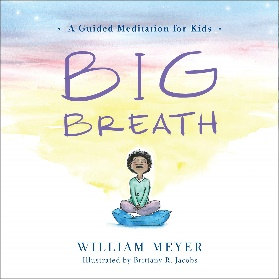 • A Guided Meditation for Kids •
BIG
BREATH
WILLIAM MEYER
Illustrated by Brittany R. Jacobs